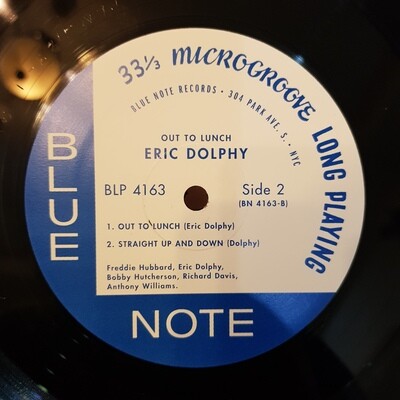 33 1/3 MICROGROOVE LONG PLAYING
BLUE NOTE RECORDS • 304 PARK AVE. S. • NYC
OUT TO LUNCH
ERIC DOLPHY
BLP 4163
Side 2
(BN 4163-B)
1. OUT TO LUNCH (Eric Dolphy)
2. STRAIGHT UP AND DOWN (Dolphy)
Freddie Hubbard, Eric Dolphy,
Bobby Hutcherson, Richard Davis,
Anthony Williams.
BLUE
NOTE